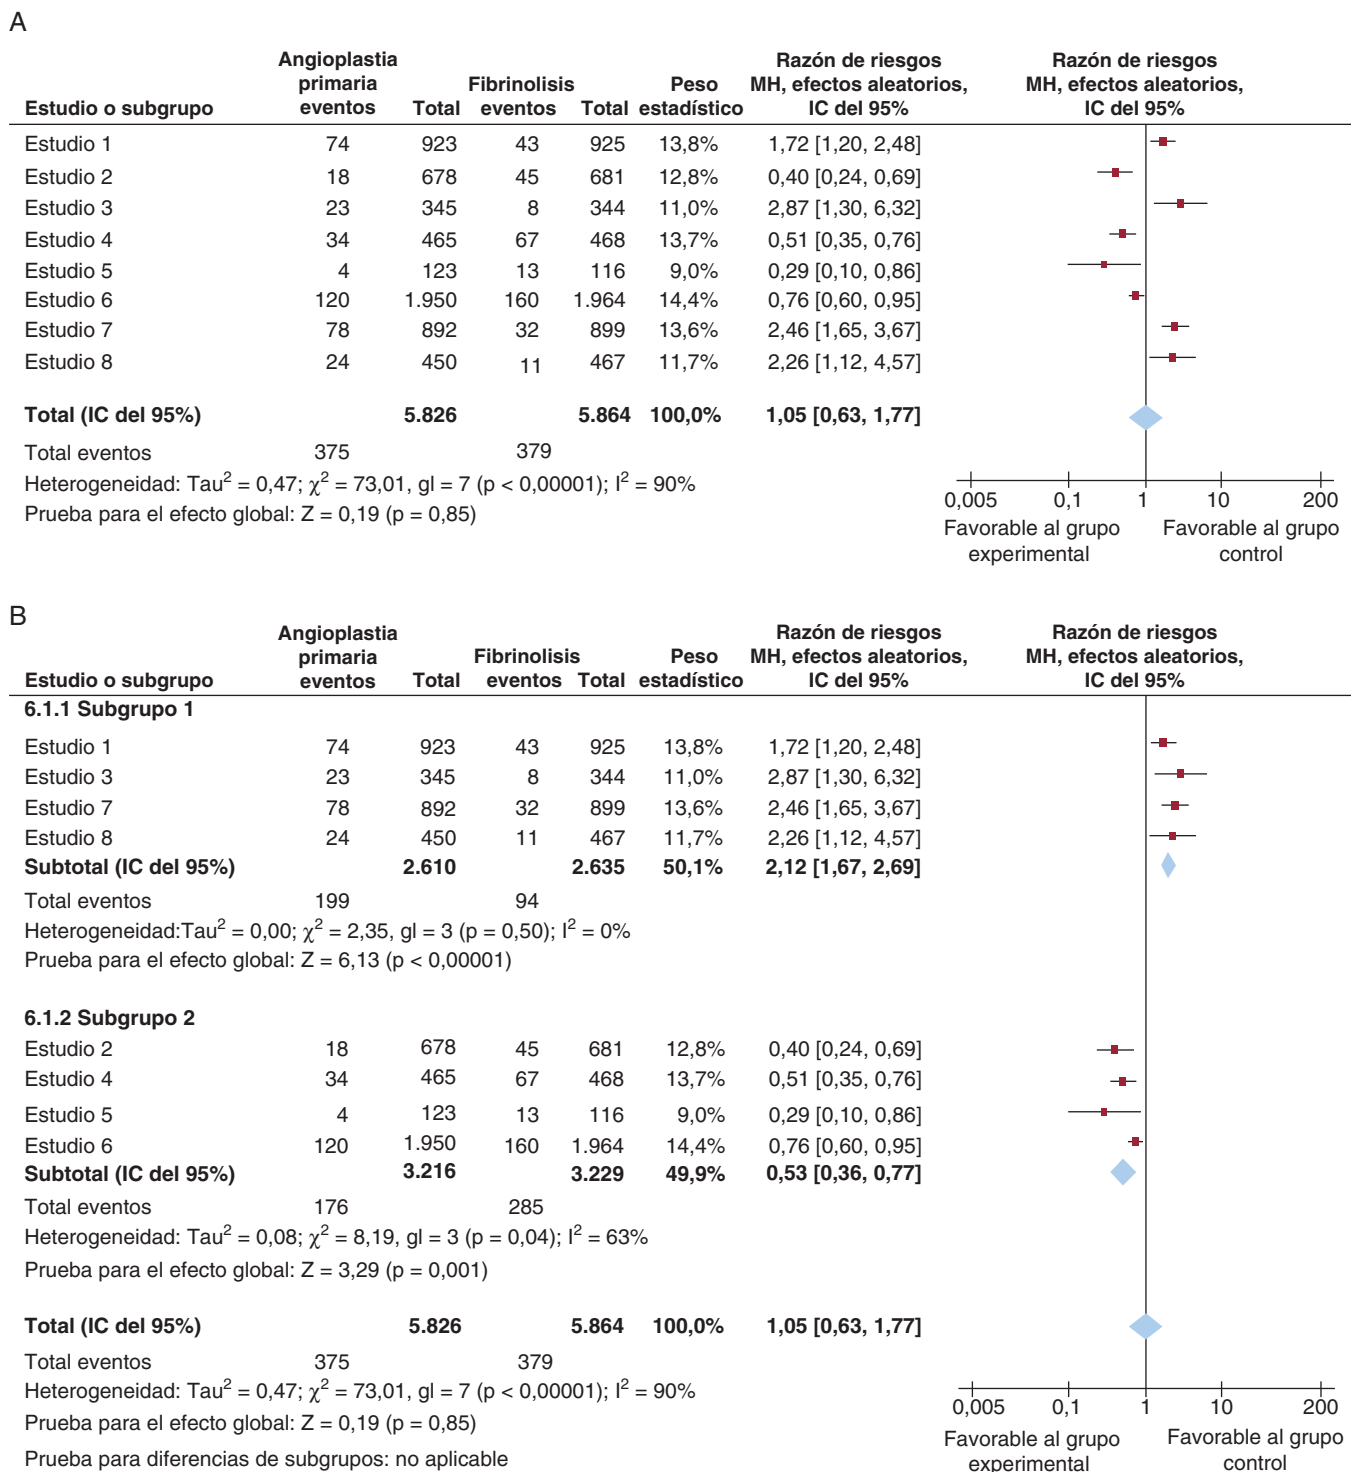 A
Angioplastia primaria eventos
Fibrinolisis eventos
Razón de riesgos MH, efectos aleatorios, IC del 95%
Razón de riesgos MH, efectos aleatorios, IC del 95%
Estudio o subgrupo Total Total Peso estadístico
Estudio 1 74 923 43 925 13,8% 1,72 [1,20, 2,48]
Estudio 2 18 678 45 681 12,8% 0,40 [0,24, 0,69]
Estudio 3 23 345 8 344 11,0% 2,87 [1,30, 6,32]
Estudio 4 34 465 67 468 13,7% 0,51 [0,35, 0,76]
Estudio 5 4 123 13 116 9,0% 0,29 [0,10, 0,86]
Estudio 6 120 1.950 160 1.964 14,4% 0,76 [0,60, 0,95]
Estudio 7 78 892 32 899 13,6% 2,46 [1,65, 3,67]
Estudio 8 24 450 11 467 11,7% 2,26 [1,12, 4,57]
Total (IC del 95%) 5.826 5.864 100,0% 1,05 [0,63, 1,77]
Total eventos 375 379
Heterogeneidad: Tau² = 0,47; χ² = 73,01, gl = 7 (p < 0,00001); I² = 90%
Prueba para el efecto global: Z = 0,19 (p = 0,85)
0,005 0,1 1 10 200
Favorable al grupo experimental
Favorable al grupo control
B
Angioplastia primaria eventos
Fibrinolisis eventos
Razón de riesgos MH, efectos aleatorios, IC del 95%
Razón de riesgos MH, efectos aleatorios, IC del 95%
Estudio o subgrupo Total Total Peso estadístico
6.1.1 Subgrupo 1
Estudio 1 74 923 43 925 13,8% 1,72 [1,20, 2,48]
Estudio 3 23 345 8 344 11,0% 2,87 [1,30, 6,32]
Estudio 7 78 892 32 899 13,6% 2,46 [1,65, 3,67]
Estudio 8 24 450 11 467 11,7% 2,26 [1,12, 4,57]
Subtotal (IC del 95%) 2.610 2.635 50,1% 2,12 [1,67, 2,69]
Total eventos 199 94
Heterogeneidad:Tau² = 0,00; χ² = 2,35, gl = 3 (p = 0,50); I² = 0%
Prueba para el efecto global: Z = 6,13 (p < 0,00001)
6.1.2 Subgrupo 2
Estudio 2 18 678 45 681 12,8% 0,40 [0,24, 0,69]
Estudio 4 34 465 67 468 13,7% 0,51 [0,35, 0,76]
Estudio 5 4 123 13 116 9,0% 0,29 [0,10, 0,86]
Estudio 6 120 1.950 160 1.964 14,4% 0,76 [0,60, 0,95]
Subtotal (IC del 95%) 3.216 3.229 49,9% 0,53 [0,36, 0,77]
Total eventos 176 285
Heterogeneidad: Tau² = 0,08; χ² = 8,19, gl = 3 (p = 0,04); I² = 63%
Prueba para el efecto global: Z = 3,29 (p = 0,001)
Total (IC del 95%) 5.826 5.864 100,0% 1,05 [0,63, 1,77]
Total eventos 375 379
Heterogeneidad: Tau² = 0,47; χ² = 73,01, gl = 7 (p < 0,00001); I² = 90%
Prueba para el efecto global: Z = 0,19 (p = 0,85)
Prueba para diferencias de subgrupos: no aplicable
0,005 0,1 1 10 200
Favorable al grupo experimental
Favorable al grupo control